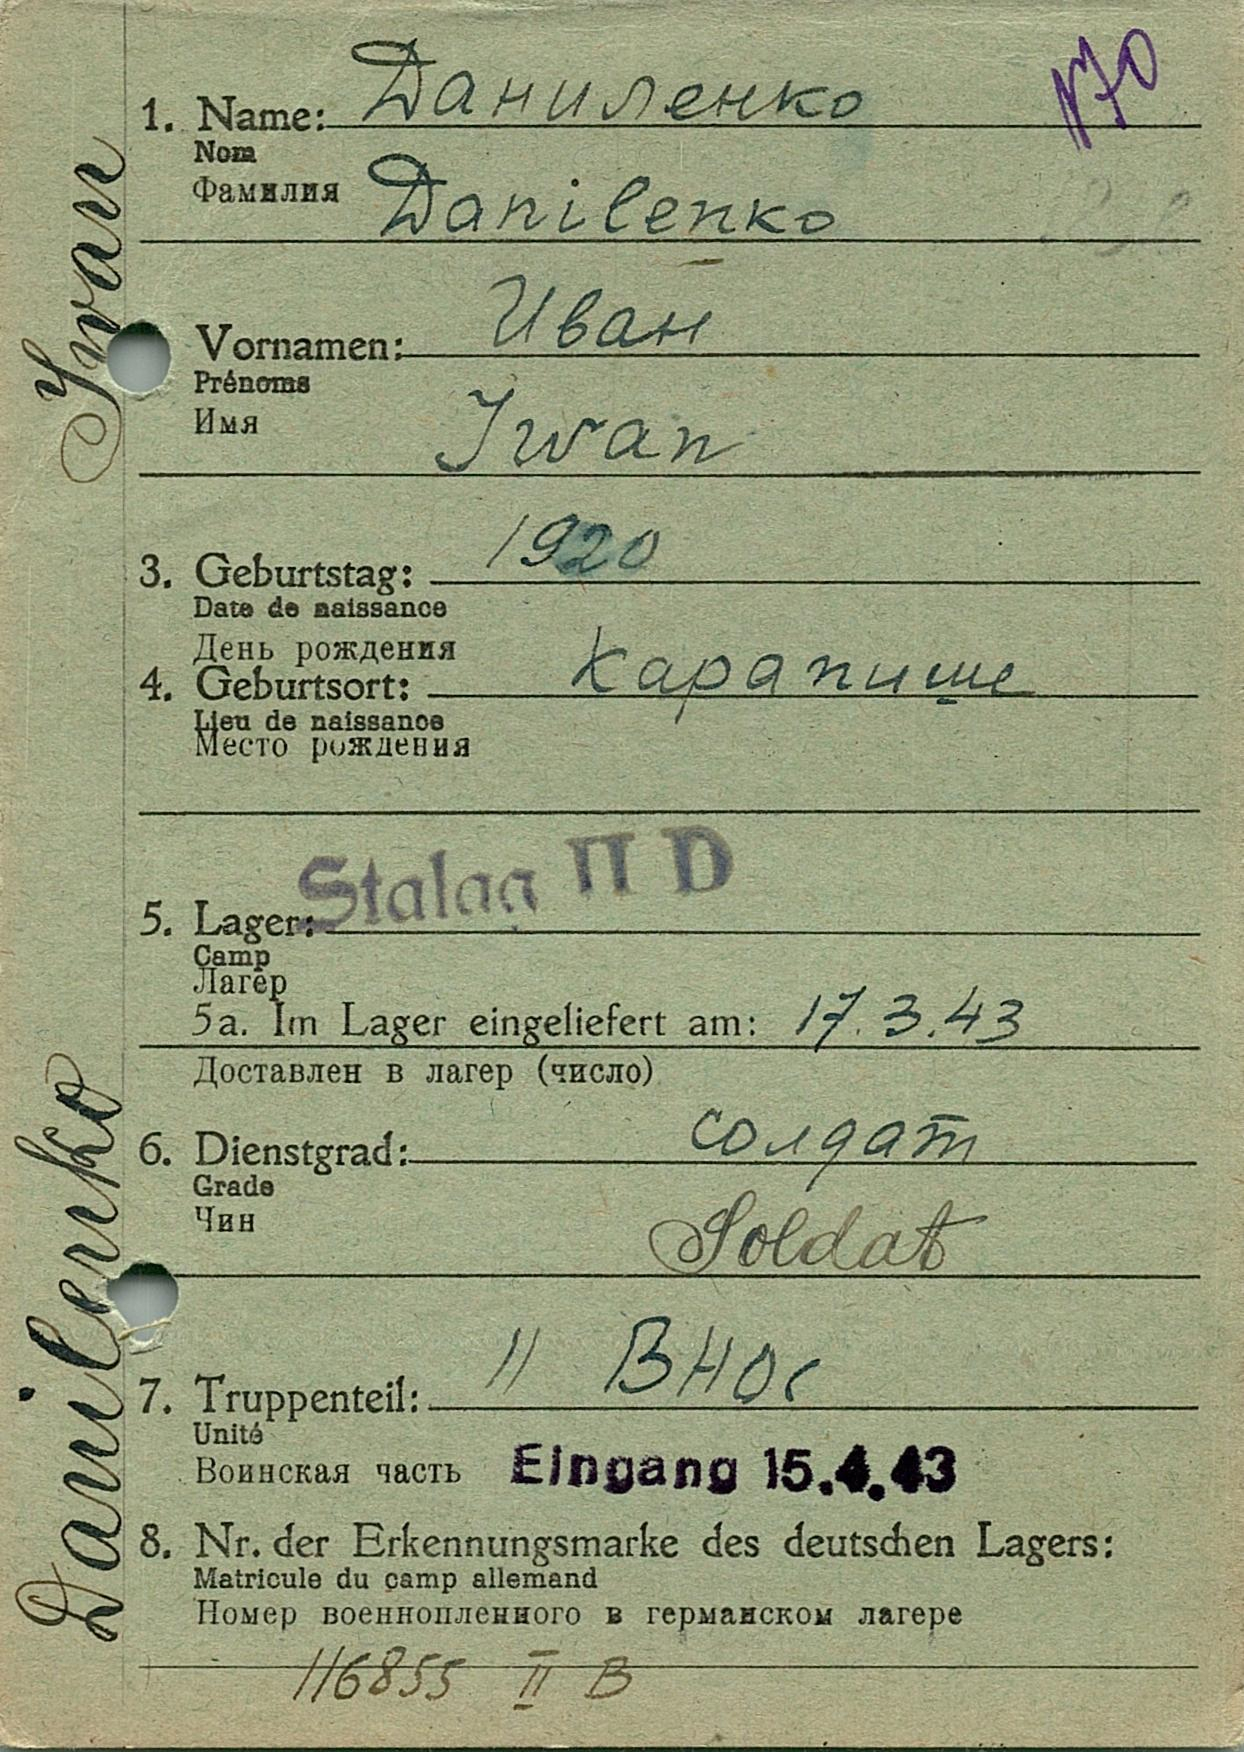 Даниленко
170
1. Name:
Nom
Фамилия
Danilenko
Иван
Vornamen:
Prénoms
Имя
Iwan
1920
3. Geburtstag:
Date de naissance
День рождения
4. Geburtsort: Карапише
Lieu de naissance
Место рождения
Stalag II D
5. Lager:
Camp
Лагер
5a. Im Lager eingeliefert am: 17.3.43
Доставлен в лагер (число)
6. Dienstgrad: солдат
Grade
Чин
Soldat
7. Truppenteil: 11 ВНОС
Unité
Воинская часть
Eingang 15.4.43
8. Nr. der Erkennungsmarke des deutschen Lagers:
Matricule du camp allemand
Номер военнопленного в германском лагере
116855 II B
Danilenko Iwan